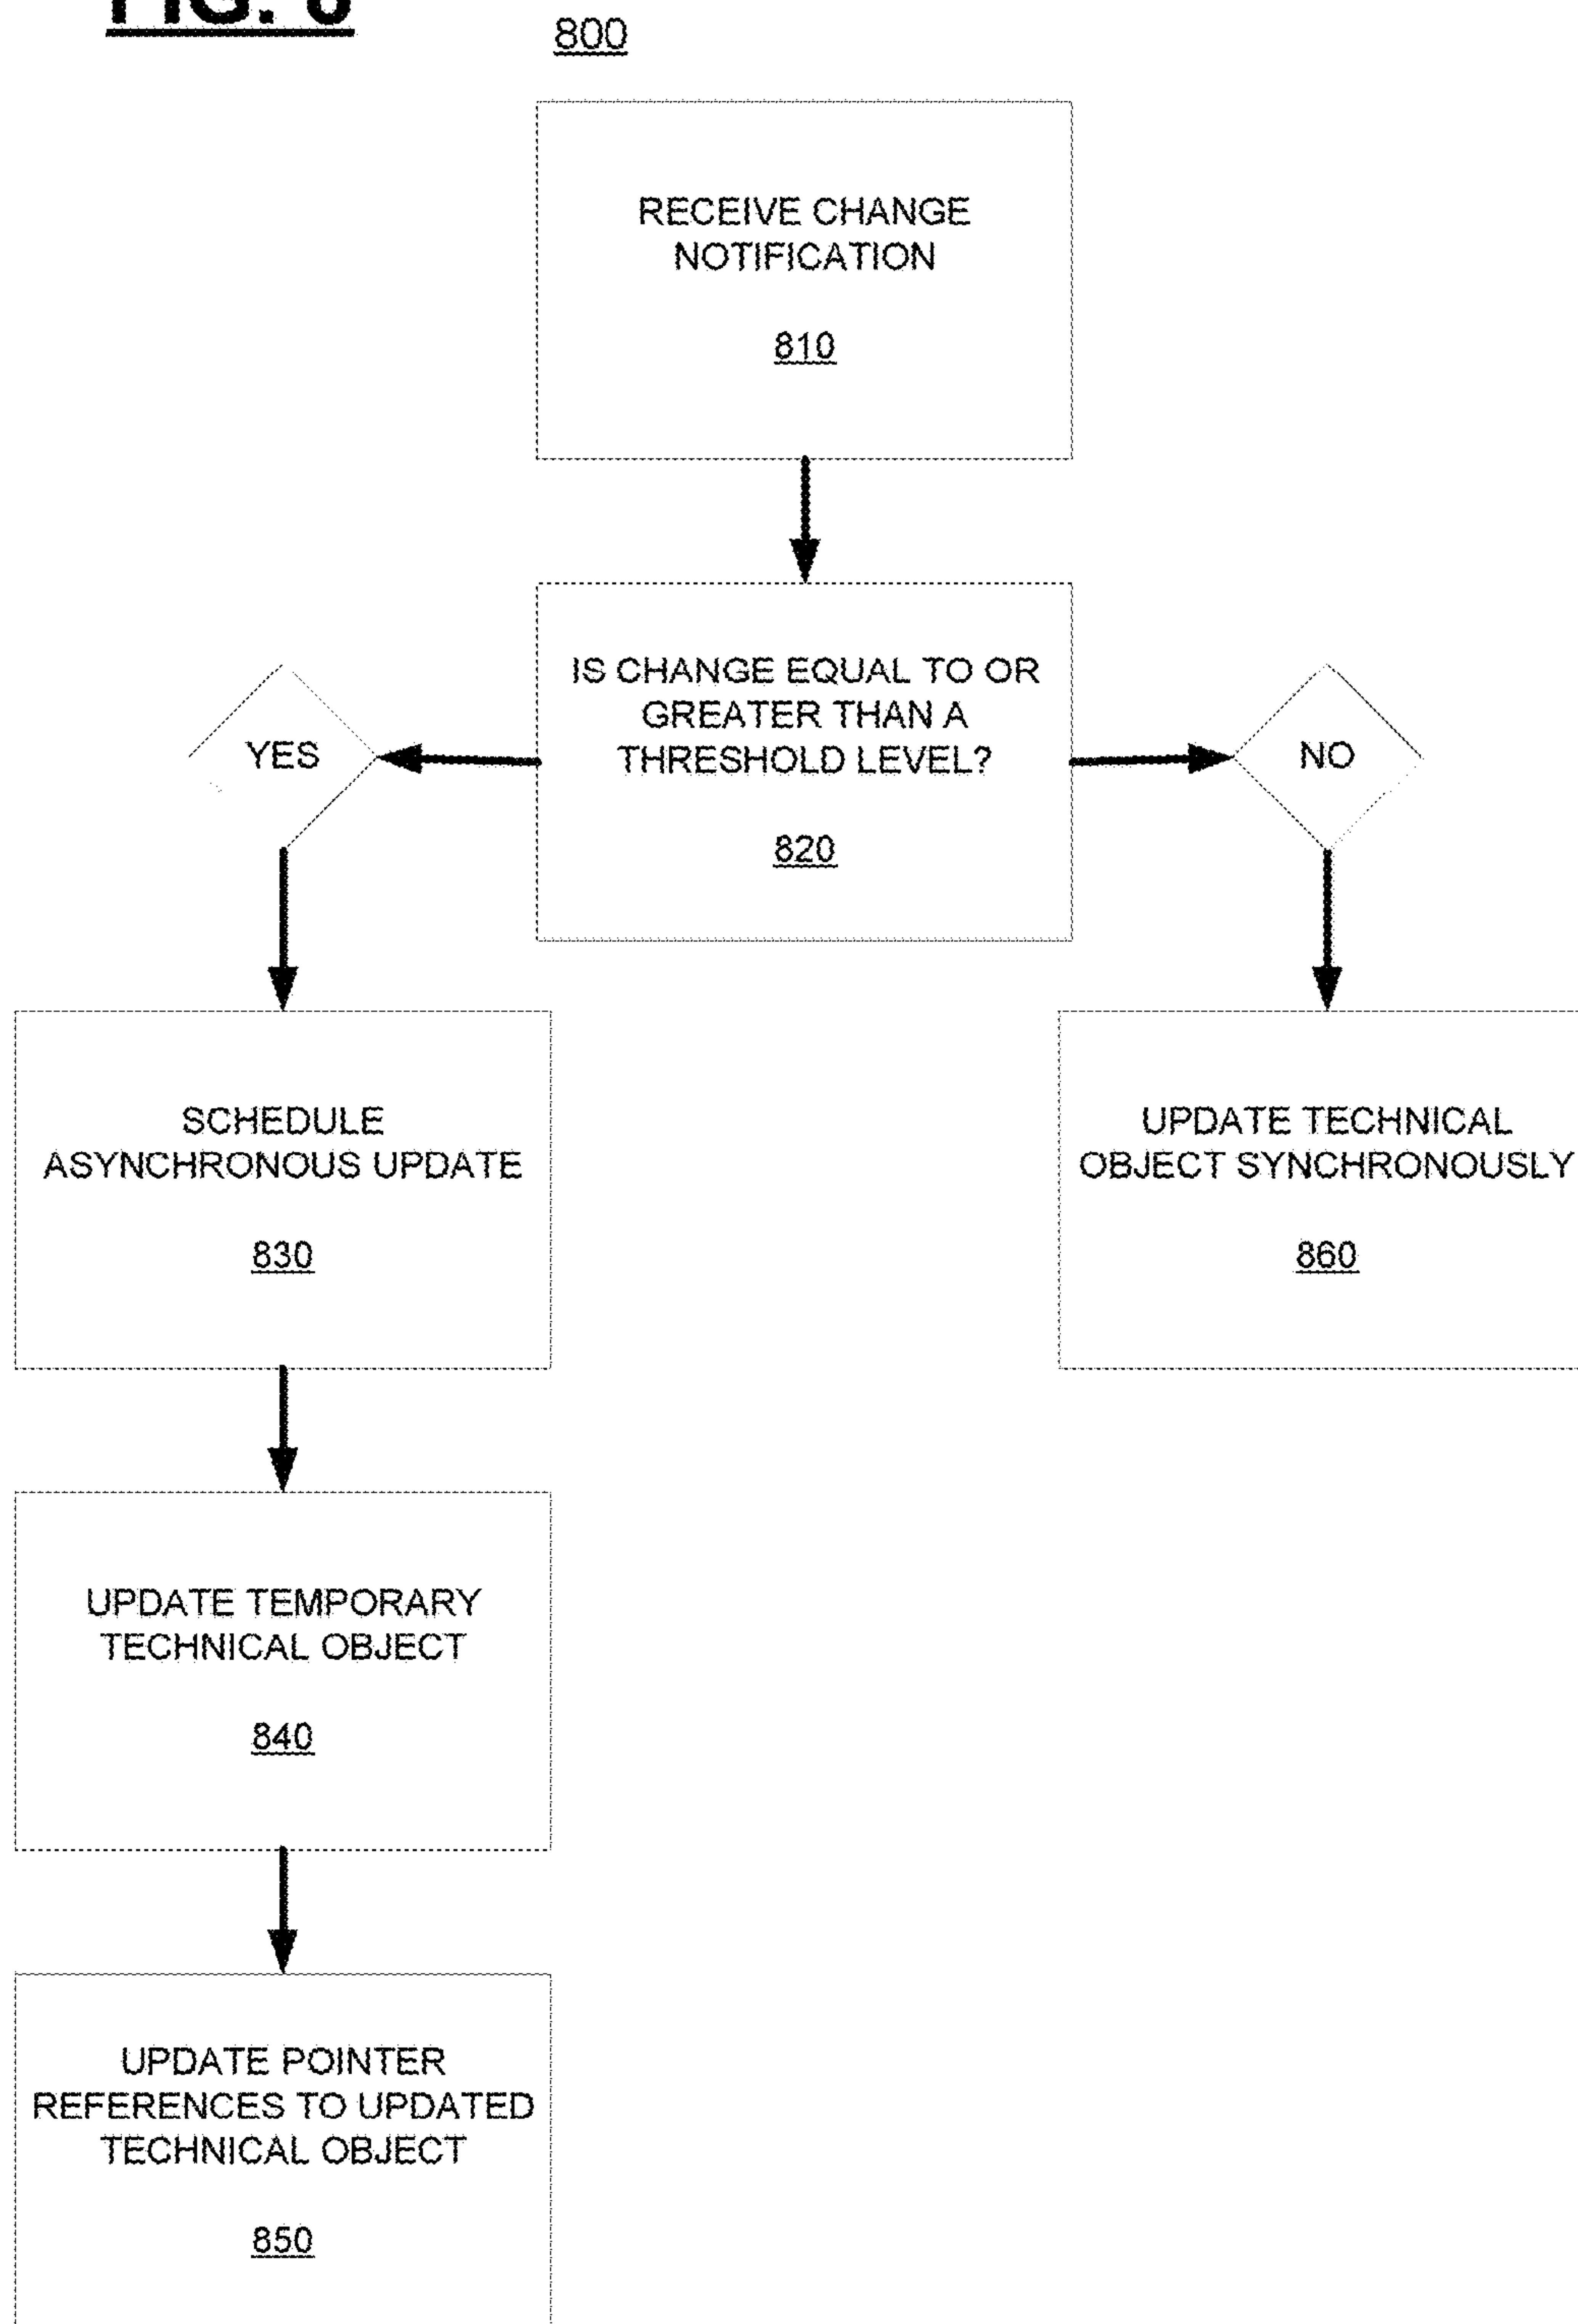 FIG. 8
800
RECEIVE CHANGE
NOTIFICATION
810
IS CHANGE EQUAL TO OR
GREATER THAN A
THRESHOLD LEVEL?
820
YES
NO
SCHEDULE
ASYNCHRONOUS UPDATE
830
UPDATE TECHNICAL
OBJECT SYNCHRONOUSLY
860
UPDATE TEMPORARY
TECHNICAL OBJECT
840
UPDATE POINTER
REFERENCES TO UPDATED
TECHNICAL OBJECT
850